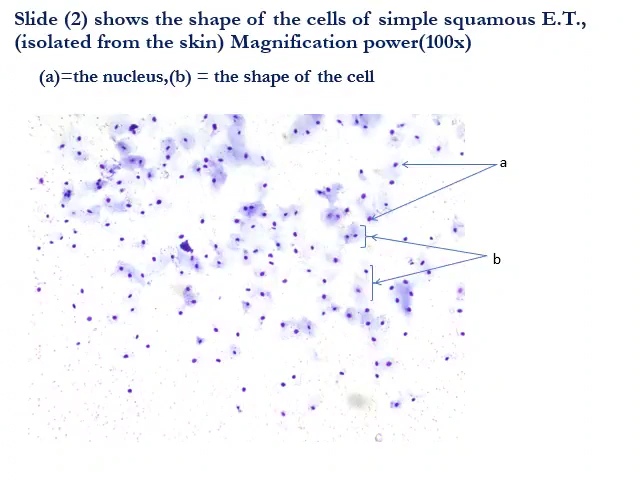 Slide (2) shows the shape of the cells of simple squamous E.T.,
(isolated from the skin) Magnification power(100x)
(a)=the nucleus,(b) = the shape of the cell
a
b